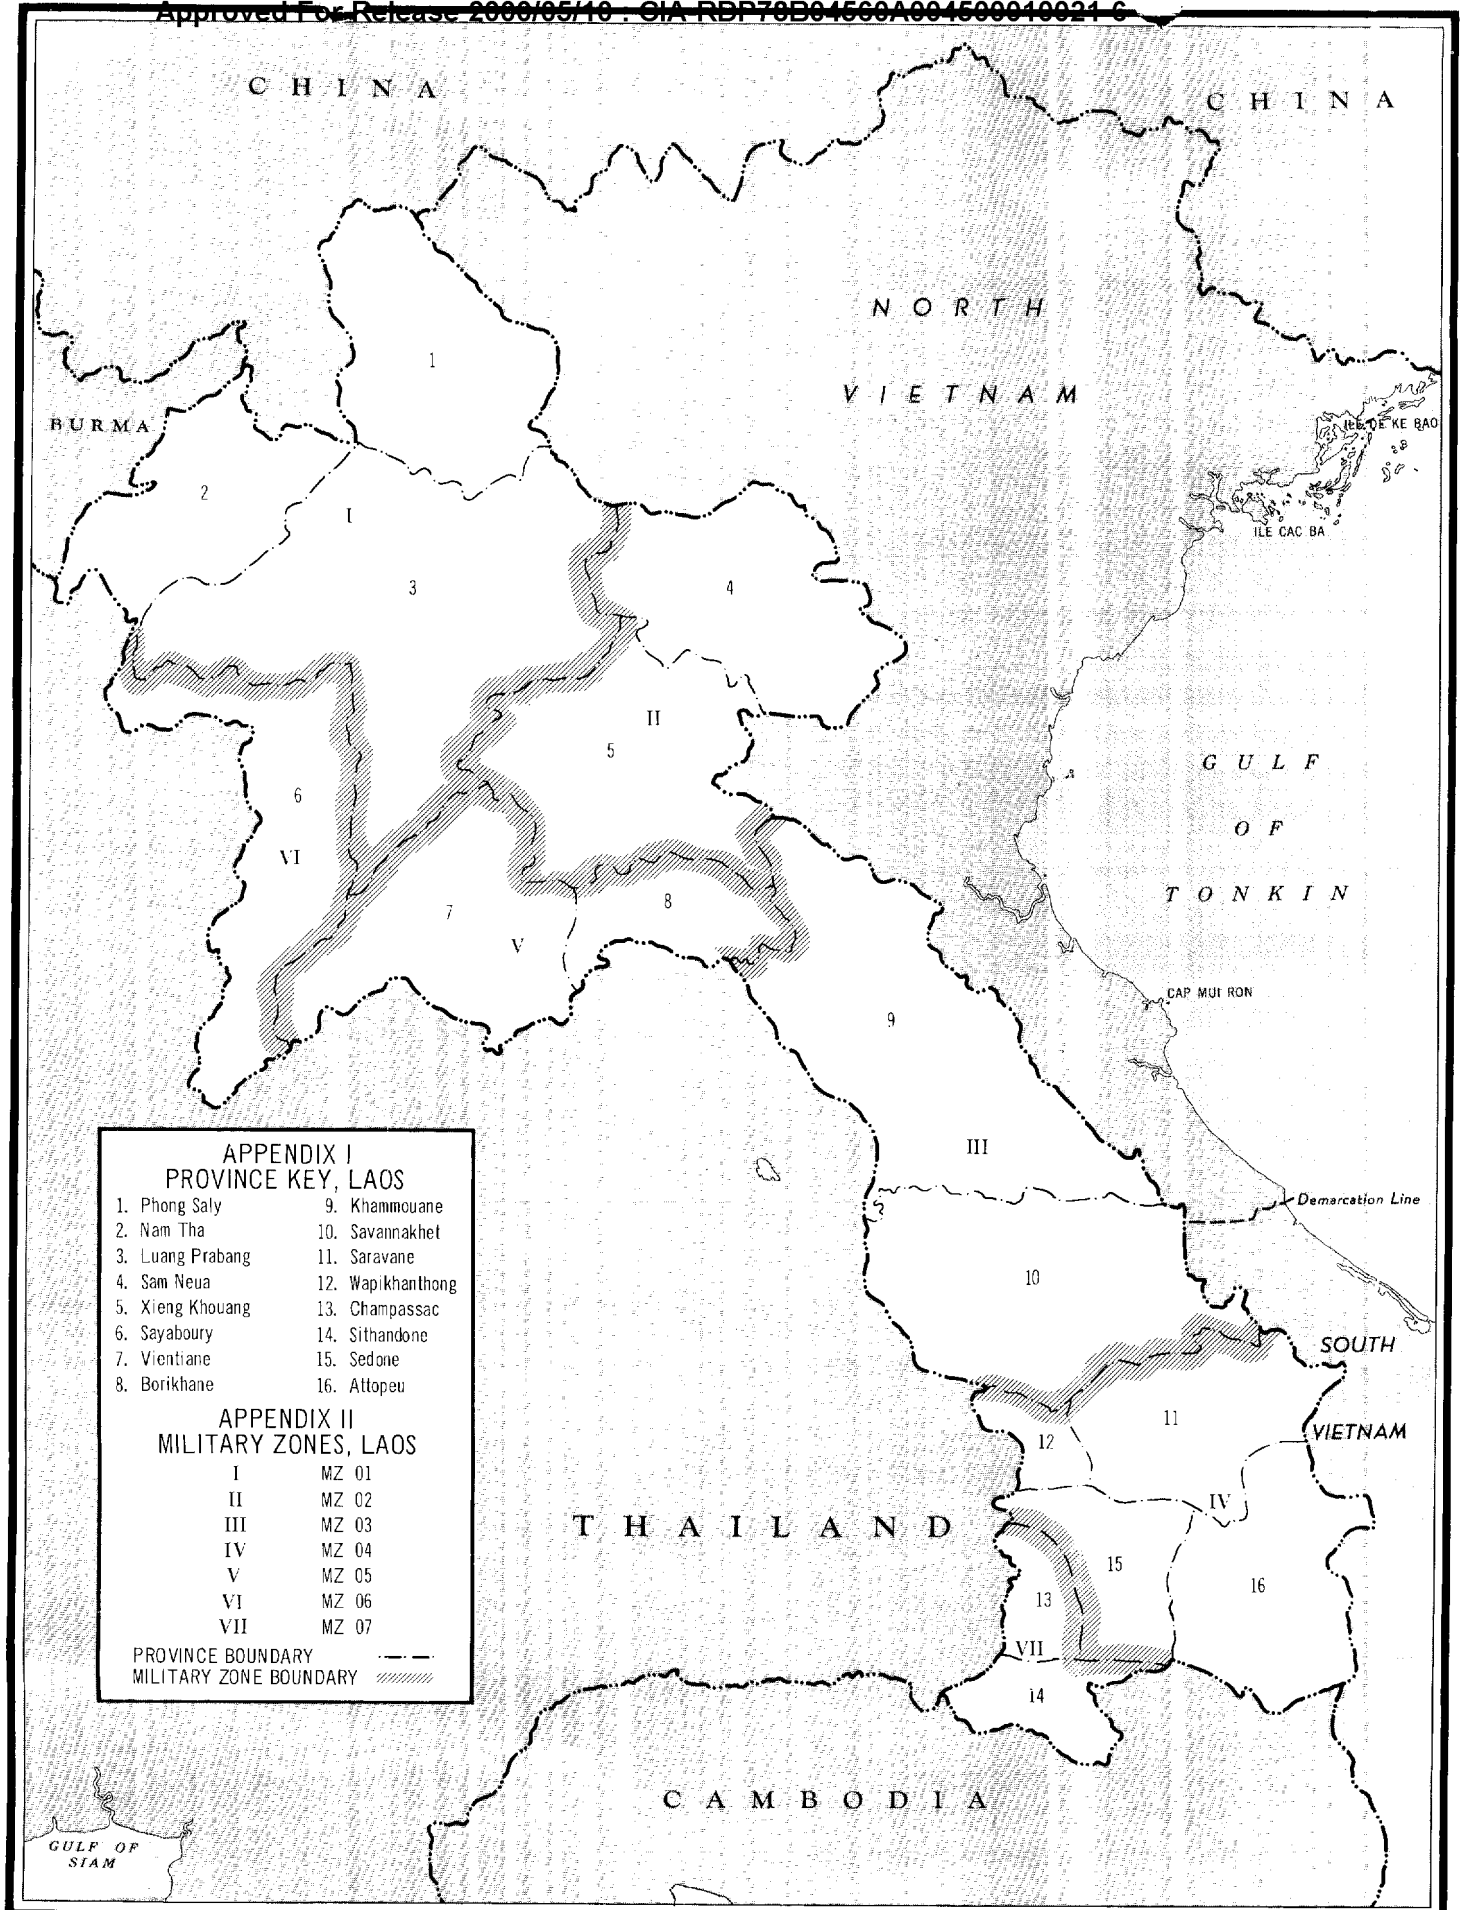 Approved For Release 2000/05/10 : CIA-RDP78B04560A004500010021-6
C H I N A
C H I N A
N O R T H
V I E T N A M
BURMA
ILE DE KE BAO
ILE CAC BA
1
2
I
3
4
II
5
6
VI
7
V
8
GULF
OF
TONKIN
CAP MUI RON
9
III
Demarcation Line
10
SOUTH
VIETNAM
11
12
IV
THAILAND
15
16
13
VII
14
CAMBODIA
GULF OF
SIAM
APPENDIX I
PROVINCE KEY, LAOS
1. Phong Saly 9. Khammouane
2. Nam Tha 10. Savannakhet
3. Luang Prabang 11. Saravane
4. Sam Neua 12. Wapikhanthong
5. Xieng Khouang 13. Champassac
6. Sayaboury 14. Sithandone
7. Vientiane 15. Sedone
8. Borikhane 16. Attopeu
APPENDIX II
MILITARY ZONES, LAOS
I MZ 01
II MZ 02
III MZ 03
IV MZ 04
V MZ 05
VI MZ 06
VII MZ 07
PROVINCE BOUNDARY
MILITARY ZONE BOUNDARY